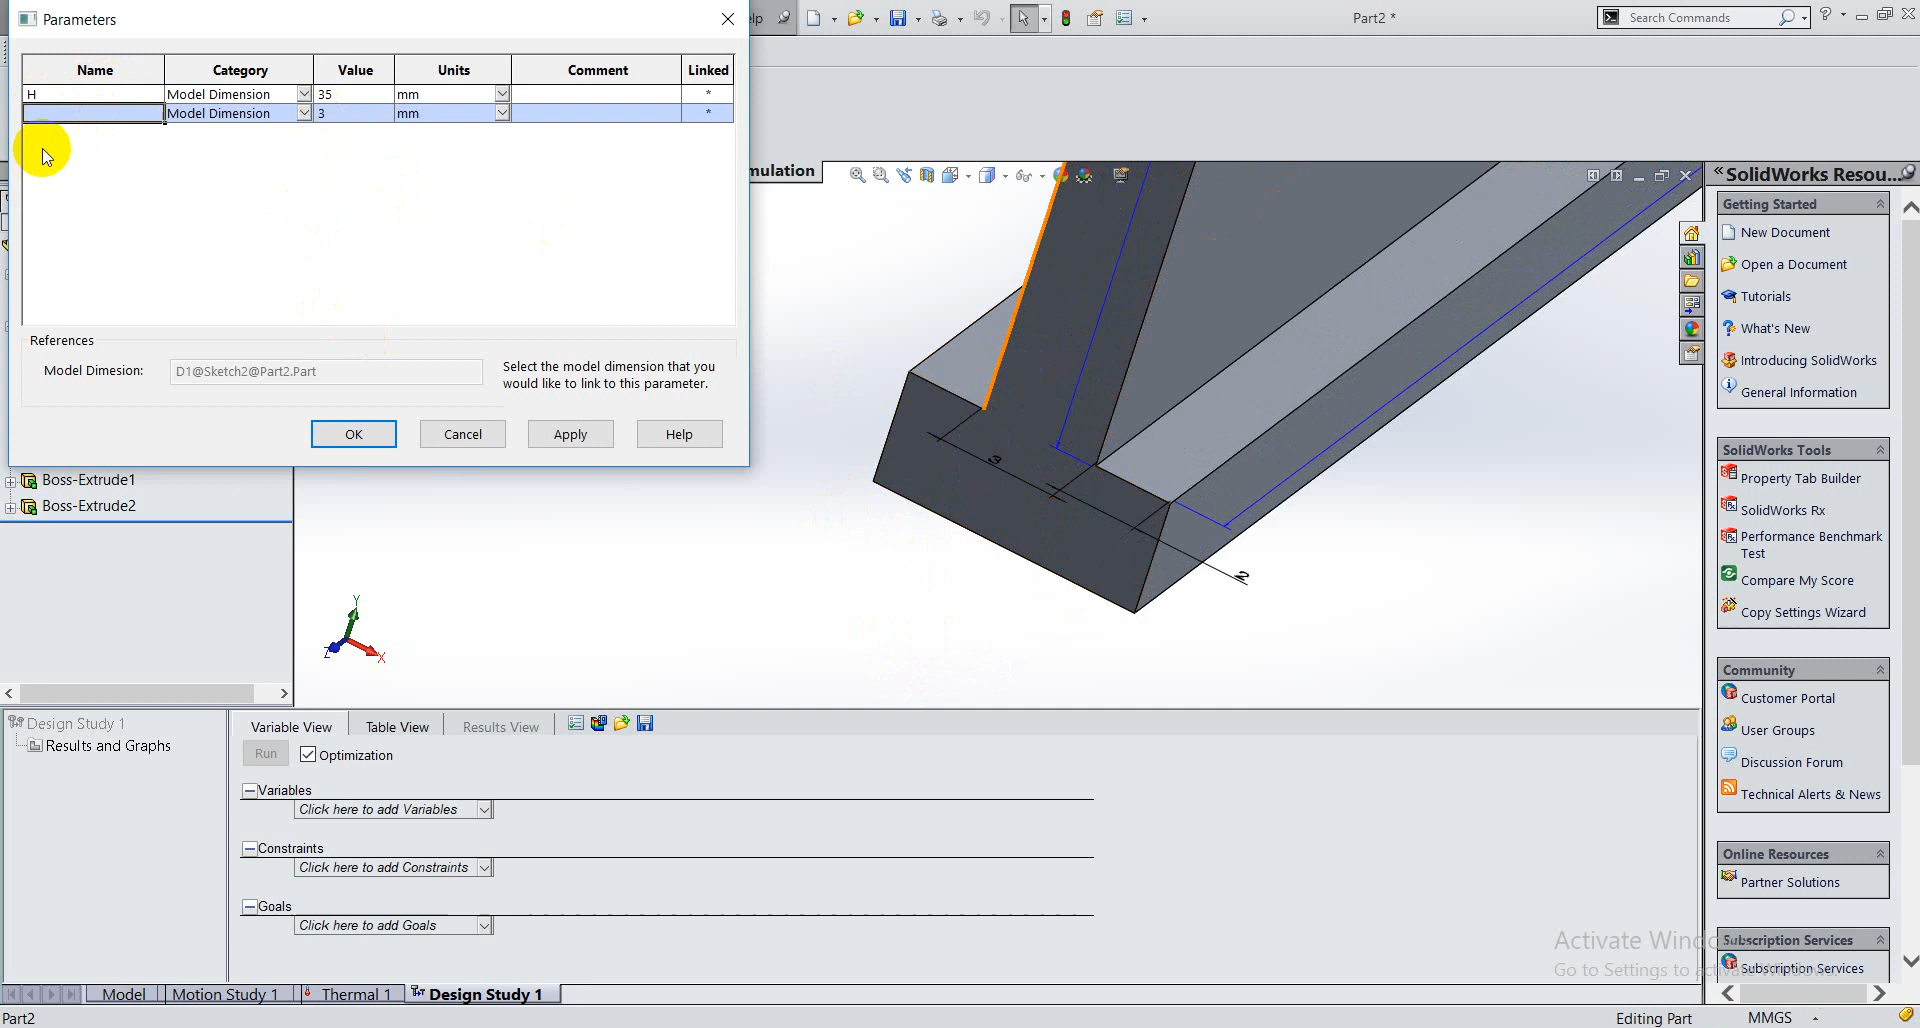 Parameters
Name Category Value Units Comment Linked
H Model Dimension 35 mm *
Model Dimension 3 mm *
References
Model Dimesion: D1@Sketch2@Part2.Part
Select the model dimension that you
would like to link to this parameter.
OK Cancel Apply Help
lp
Part2 *
Search Commands
?
mulation
Boss-Extrude1
Boss-Extrude2
3
2
Y
Z
X
SolidWorks Resou...
Getting Started
New Document
Open a Document
Tutorials
What's New
Introducing SolidWorks
General Information
SolidWorks Tools
Property Tab Builder
SolidWorks Rx
Performance Benchmark
Test
Compare My Score
Copy Settings Wizard
Community
Customer Portal
User Groups
Discussion Forum
Technical Alerts & News
Online Resources
Partner Solutions
Subscription Services
Subscription Services
Design Study 1
Results and Graphs
Variable View Table View Results View
Run Optimization
Variables
Click here to add Variables
Constraints
Click here to add Constraints
Goals
Click here to add Goals
Activate Windo
Go to Settings to activate Windows.
Model Motion Study 1 Thermal 1 Design Study 1
Part2 Editing Part MMGS